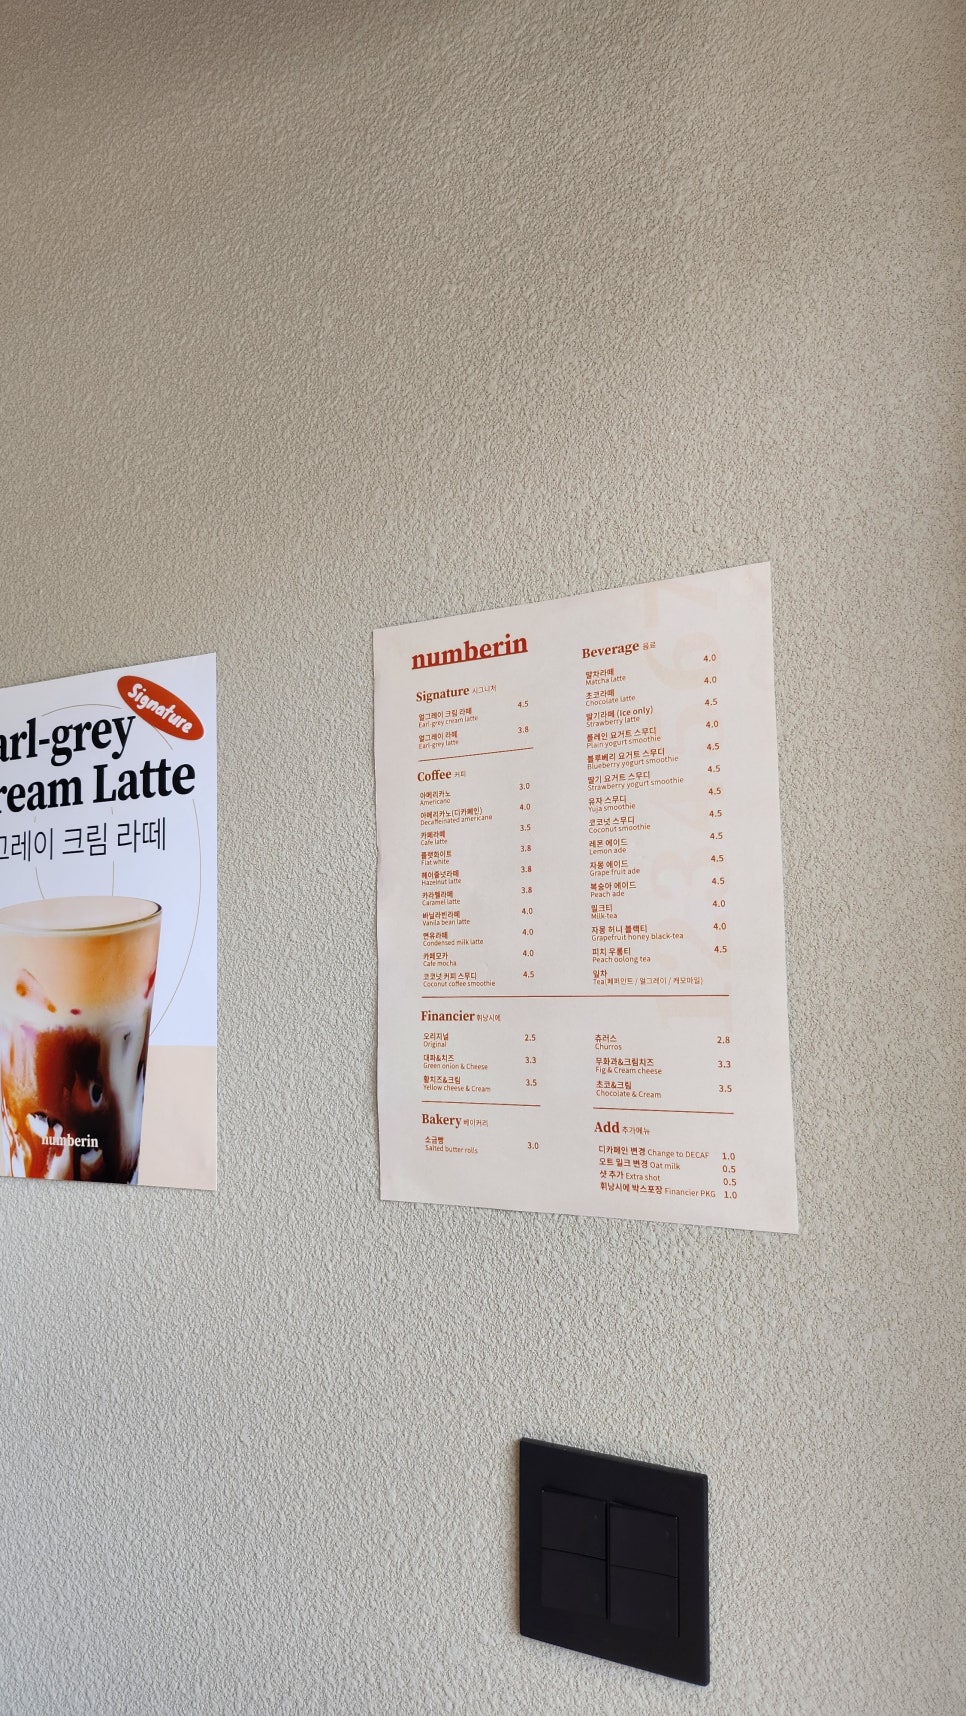 Signature
arl-grey
ream Latte
그레이 크림 라떼
numberin
numberin
Signature 시그니처
얼그레이 크림 라떼 4.5
Earl-grey cream latte
얼그레이 라떼 3.8
Earl-grey latte
Coffee 커피
아메리카노 3.0
Americano
아메리카노(디카페인) 4.0
Decaffeinated americano
카페라떼 3.5
Cafe latte
플랫화이트 3.8
Flat white
헤이즐넛라떼 3.8
Hazelnut latte
카라멜라떼 3.8
Caramel latte
바닐라빈라떼 4.0
Vanila bean latte
연유라떼 4.0
Condensed milk latte
카페모카 4.0
Cafe mocha
코코넛 커피 스무디 4.5
Coconut coffee smoothie
Beverage 음료
말차라떼 4.0
Matcha latte
초코라떼 4.0
Chocolate latte
딸기라떼 (Ice only) 4.5
Strawberry latte
플레인 요거트 스무디 4.0
Plain yogurt smoothie
블루베리 요거트 스무디 4.5
Blueberry yogurt smoothie
딸기 요거트 스무디 4.5
Strawberry yogurt smoothie
유자 스무디 4.5
Yuja smoothie
코코넛 스무디 4.5
Coconut smoothie
레몬 에이드 4.5
Lemon ade
자몽 에이드 4.5
Grape fruit ade
복숭아 에이드 4.5
Peach ade
밀크티 4.0
Milk-tea
자몽 허니 블랙티 4.0
Grapefruit honey black-tea
피치 우롱티 4.5
Peach oolong tea
잎차
Tea(페퍼민트 / 얼그레이 / 캐모마일)
Financier 휘낭시에
오리지널 2.5
Original
대파&치즈 3.3
Green onion & Cheese
황치즈&크림 3.5
Yellow cheese & Cream
츄러스 2.8
Churros
무화과&크림치즈 3.3
Fig & Cream cheese
초코&크림 3.5
Chocolate & Cream
Bakery 베이커리
소금빵 3.0
Salted butter rolls
Add 추가메뉴
디카페인 변경 Change to DECAF 1.0
오트 밀크 변경 Oat milk 0.5
샷 추가 Extra shot 0.5
휘낭시에 박스포장 Financier PKG 1.0